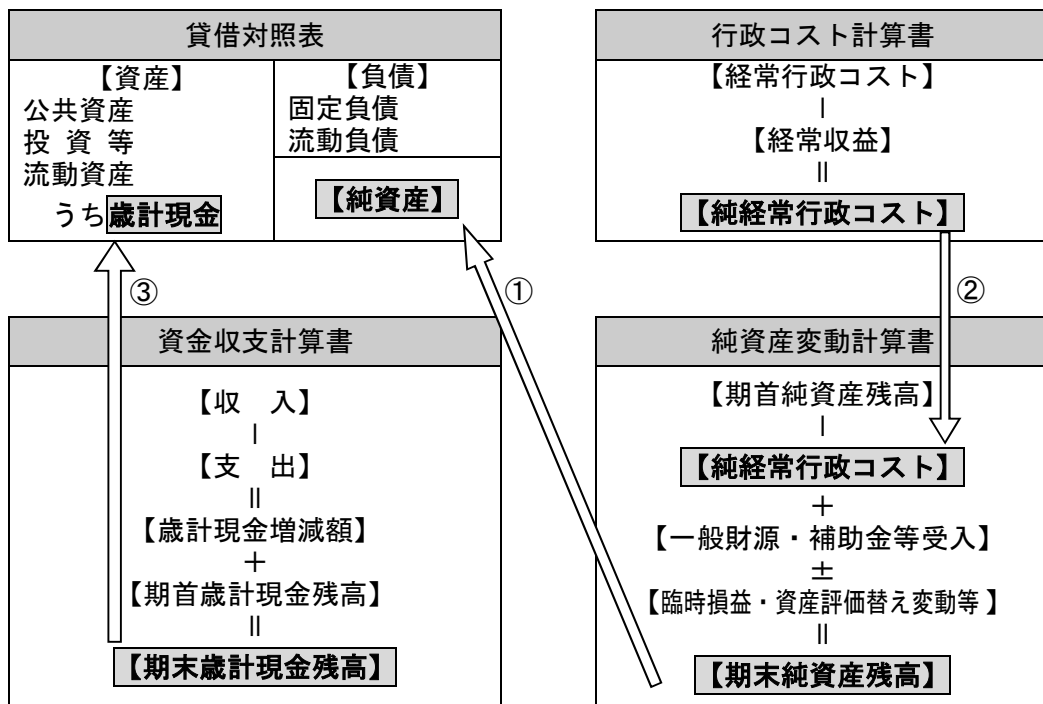 貸借対照表
【資産】
公共資産
投 資 等
流動資産
うち歳計現金
【負債】
固定負債
流動負債
【純資産】
行政コスト計算書
【経常行政コスト】
－
【経常収益】
＝
【純経常行政コスト】
③
①
②
資金収支計算書
【収　入】
－
【支　出】
＝
【歳計現金増減額】
＋
【期首歳計現金残高】
＝
【期末歳計現金残高】
純資産変動計算書
【期首純資産残高】
－
【純経常行政コスト】
＋
【一般財源・補助金等受入】
±
【臨時損益・資産評価替え変動等 】
＝
【期末純資産残高】